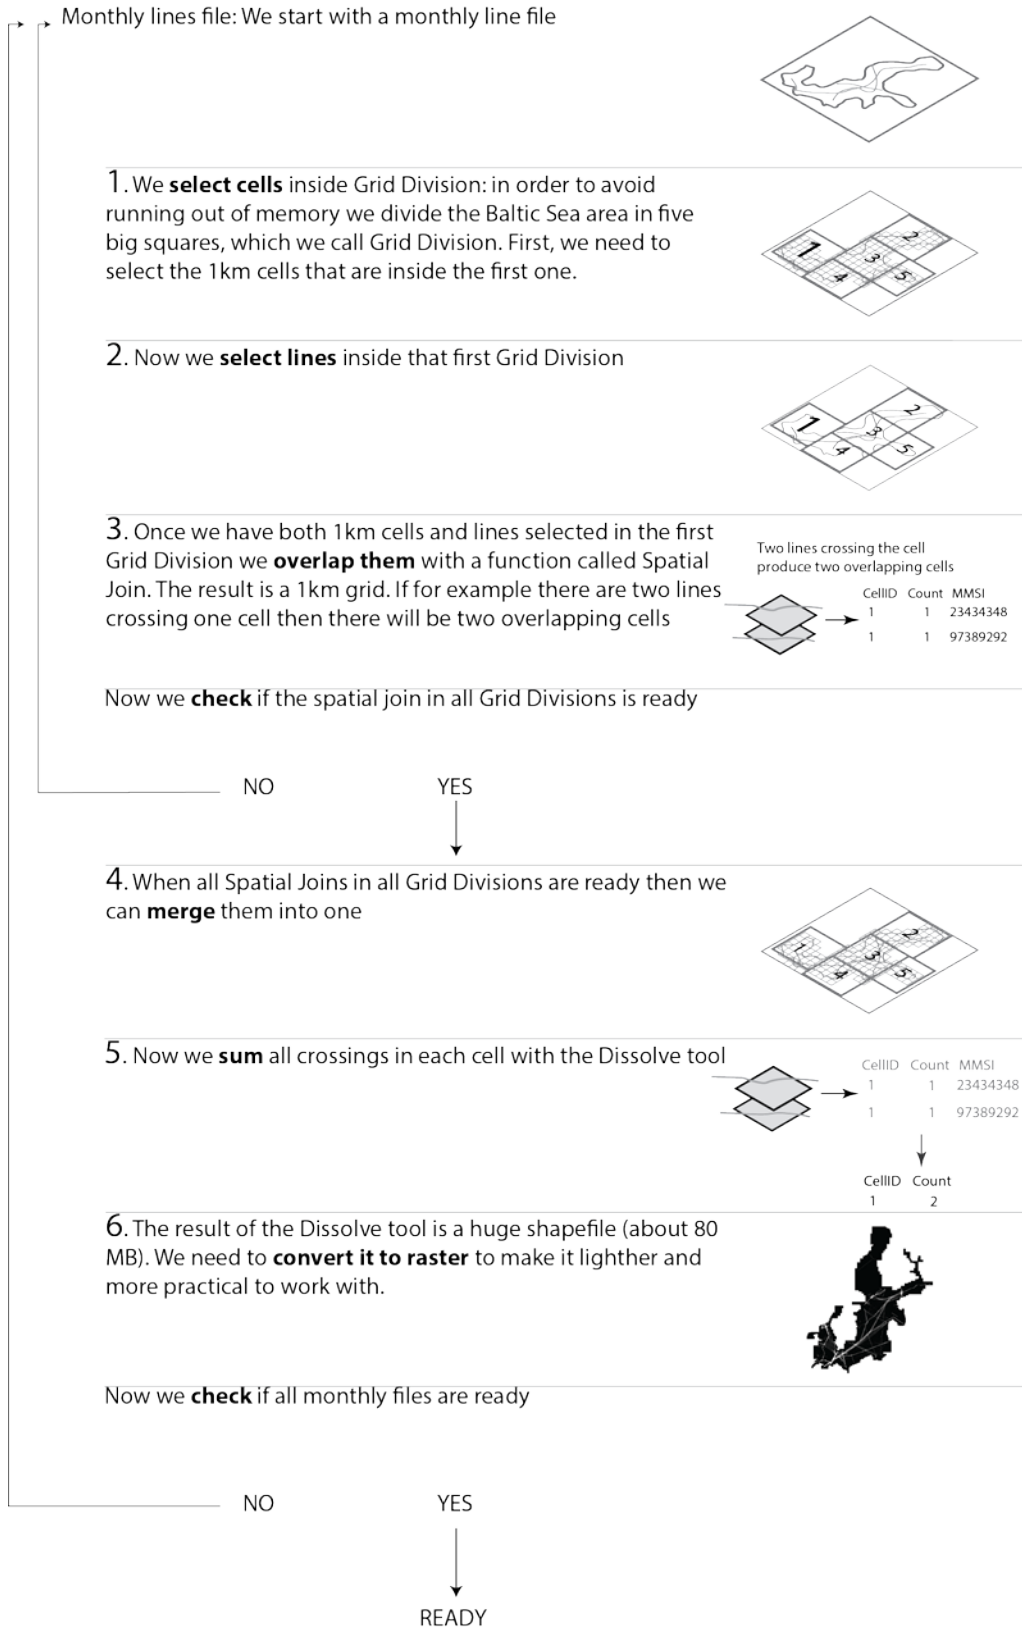 Monthly lines file: We start with a monthly line file
1. We select cells inside Grid Division: in order to avoid
running out of memory we divide the Baltic Sea area in five
big squares, which we call Grid Division. First, we need to
select the 1km cells that are inside the first one.
1
2
3
4
5
2. Now we select lines inside that first Grid Division
1
2
3
4
5
3. Once we have both 1km cells and lines selected in the first
Grid Division we overlap them with a function called Spatial
Join. The result is a 1km grid. If for example there are two lines
crossing one cell then there will be two overlapping cells
Two lines crossing the cell
produce two overlapping cells
CellID Count MMSI
1 1 23434348
1 1 97389292
Now we check if the spatial join in all Grid Divisions is ready
NO YES
4. When all Spatial Joins in all Grid Divisions are ready then we
can merge them into one
1
2
3
4
5
5. Now we sum all crossings in each cell with the Dissolve tool
CellID Count MMSI
1 1 23434348
1 1 97389292
CellID Count
1 2
6. The result of the Dissolve tool is a huge shapefile (about 80
MB). We need to convert it to raster to make it lighther and
more practical to work with.
Now we check if all monthly files are ready
NO YES
READY